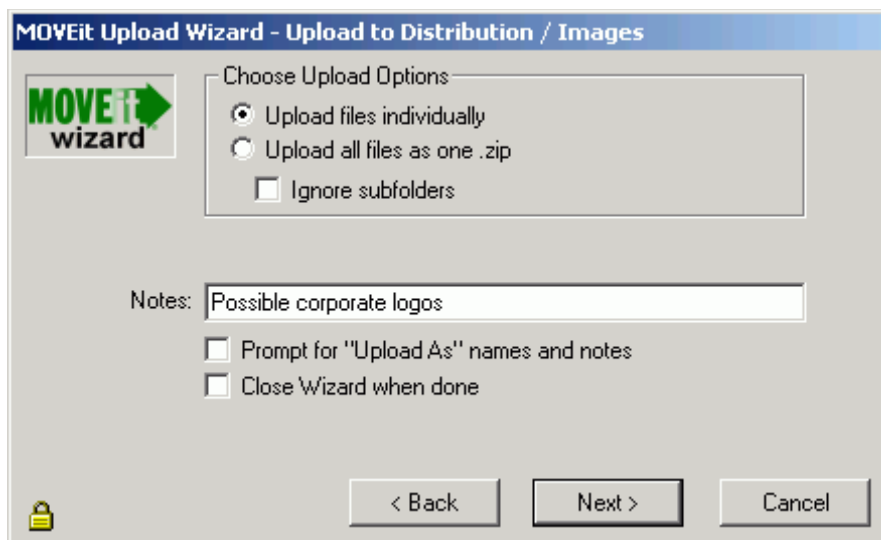 MOVEit Upload Wizard - Upload to Distribution / Images
MOVEit
wizard
Choose Upload Options
Upload files individually
Upload all files as one .zip
Ignore subfolders
Notes: Possible corporate logos
Prompt for "Upload As" names and notes
Close Wizard when done
< Back Next > Cancel